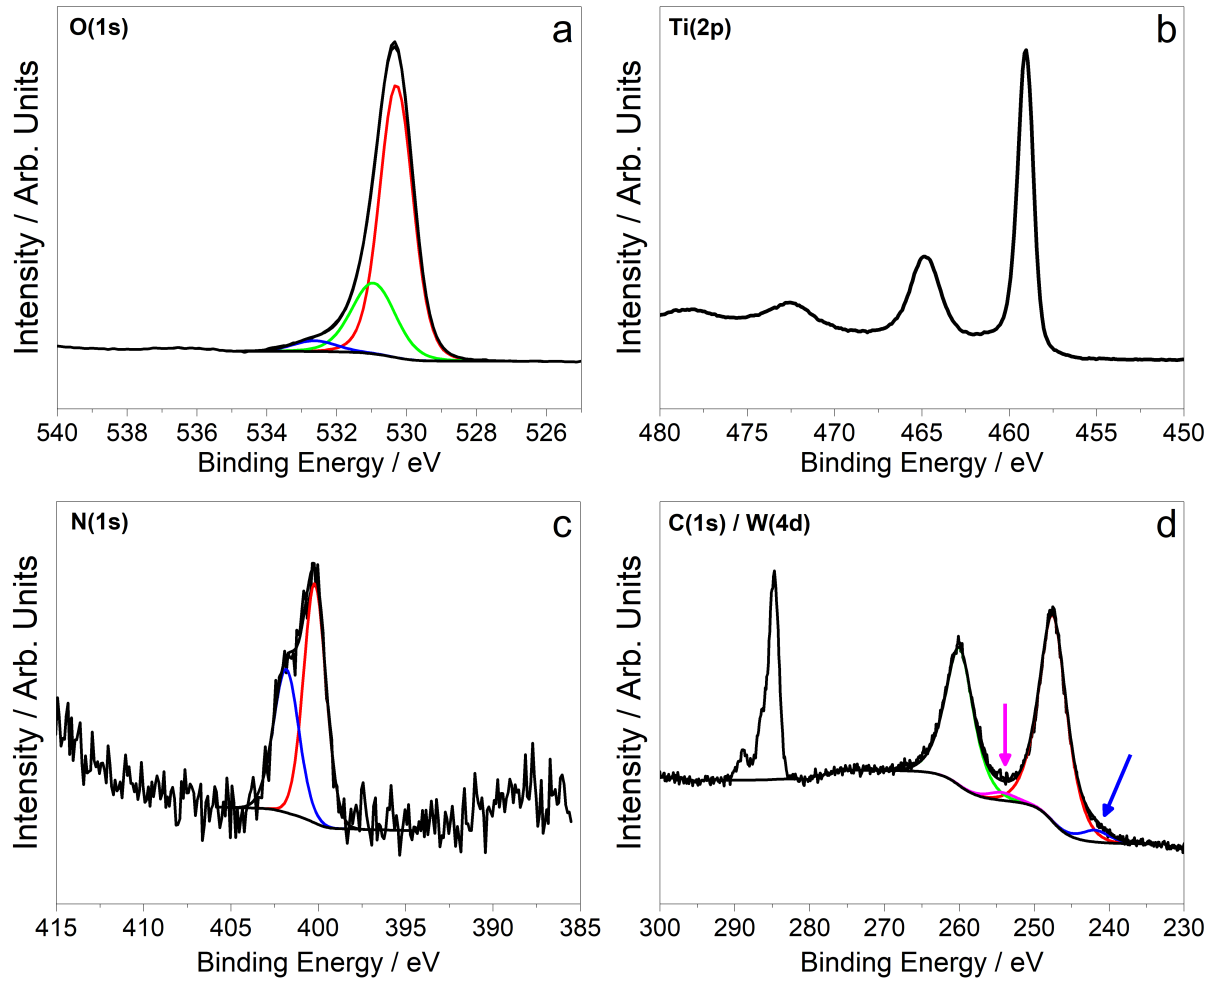 O(1s)
a
Intensity / Arb. Units
540 538 536 534 532 530 528 526
Binding Energy / eV
Ti(2p)
b
Intensity / Arb. Units
480 475 470 465 460 455 450
Binding Energy / eV
N(1s)
c
Intensity / Arb. Units
415 410 405 400 395 390 385
Binding Energy / eV
C(1s) / W(4d)
d
Intensity / Arb. Units
300 290 280 270 260 250 240 230
Binding Energy / eV